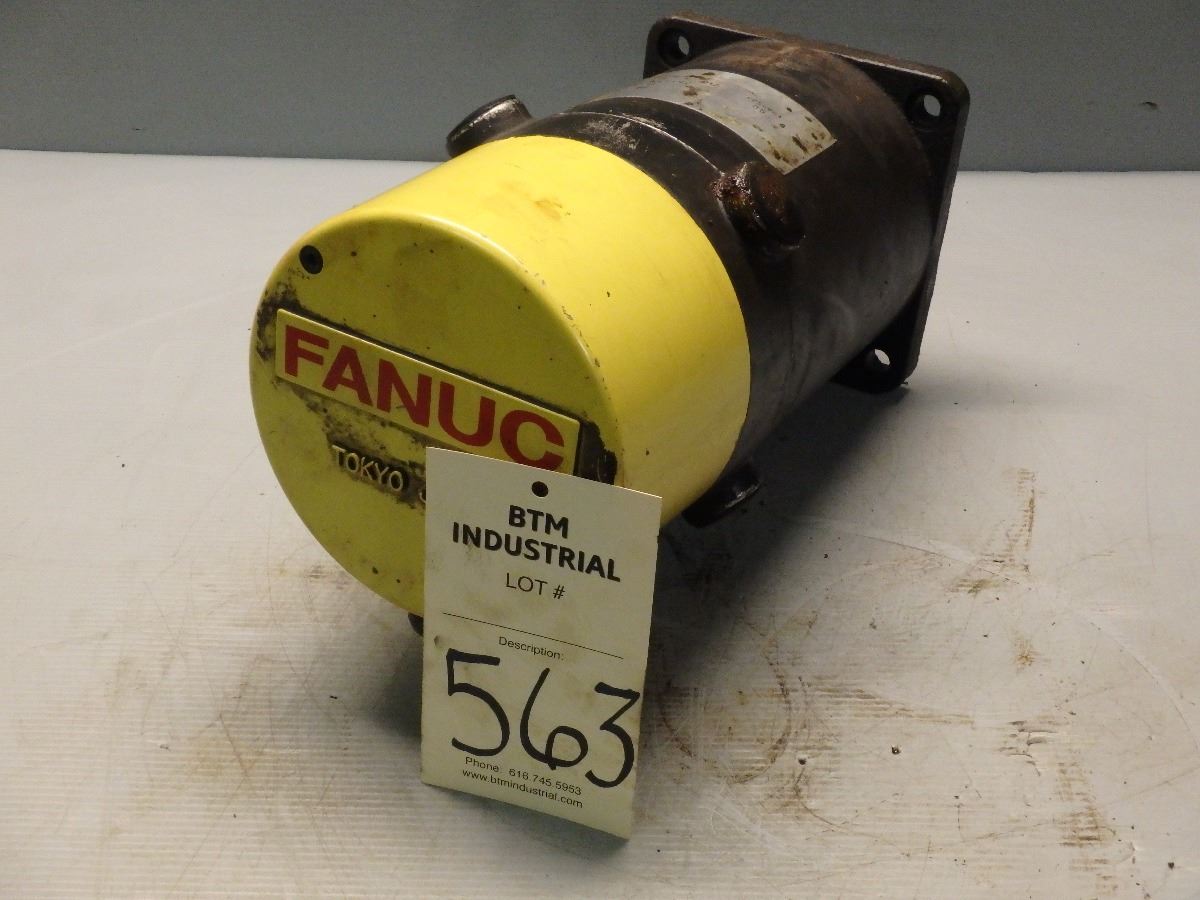 FANUC
TOKYO
BTM
INDUSTRIAL
LOT #
Description:
563
Phone: 616.745.5953
www.btmindustrial.com